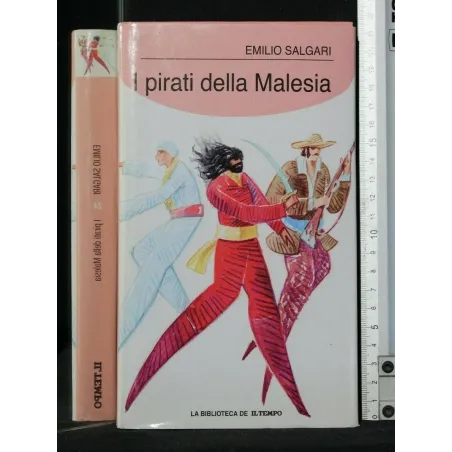 EMILIO SALGARI
I pirati della Malesia
LA BIBLIOTECA DE IL TEMPO
EMILIO SALGARI
I pirati della Malesia
IL TEMPO